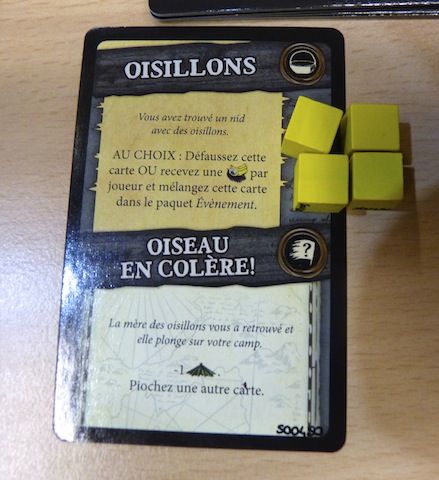 OISILLONS
Vous avez trouvé un nid
avec des oisillons.
AU CHOIX : Défaussez cette
carte OU recevez une par
joueur et mélangez cette carte
dans le paquet Évènement.
OISEAU
EN COLÈRE!
?
La mère des oisillons vous a retrouvé et
elle plonge sur votre camp.
-1 .
Piochez une autre carte.